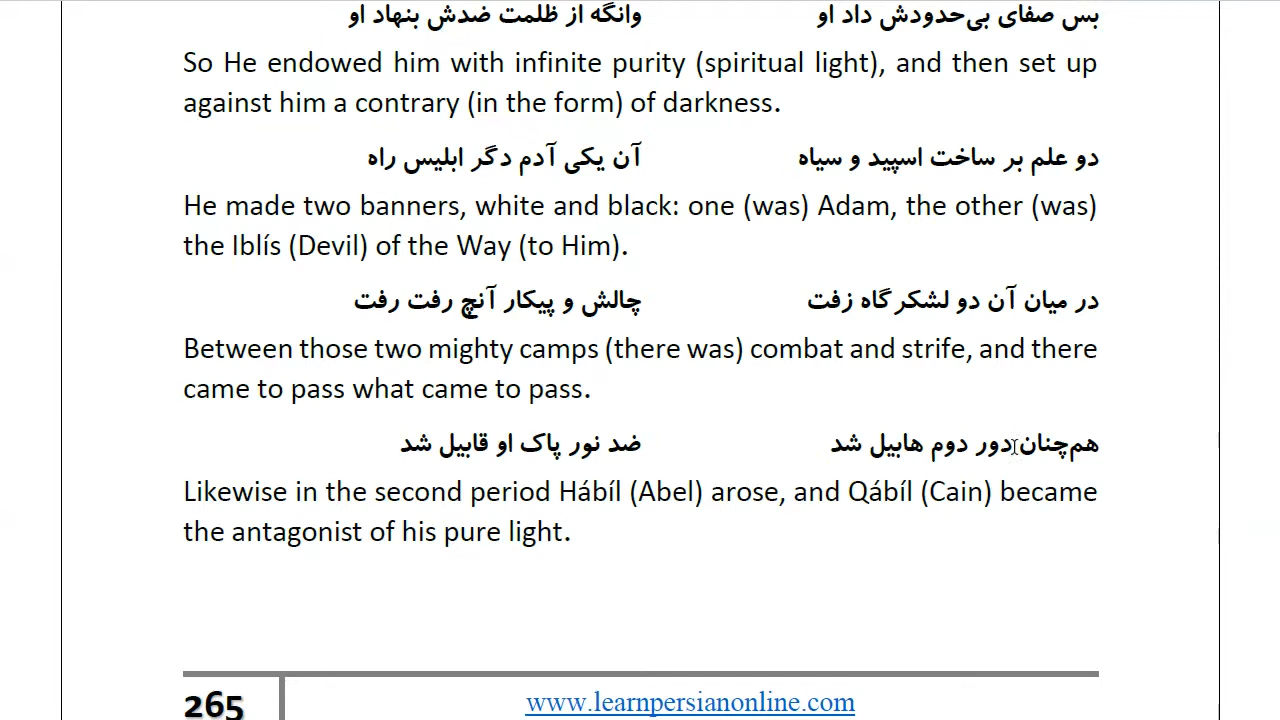 بس صفای بی‌حدودش داد او وانگه از ظلمت ضدش بنهاد او
So He endowed him with infinite purity (spiritual light), and then set up
against him a contrary (in the form) of darkness.
دو علم بر ساخت اسپید و سیاه آن یکی آدم دگر ابلیس راه
He made two banners, white and black: one (was) Adam, the other (was)
the Iblís (Devil) of the Way (to Him).
در میان آن دو لشکر گاه زفت چالش و پیکار آنچ رفت رفت
Between those two mighty camps (there was) combat and strife, and there
came to pass what came to pass.
هم‌چنان دور دوم هابیل شد ضد نور پاک او قابیل شد
Likewise in the second period Hábíl (Abel) arose, and Qábíl (Cain) became
the antagonist of his pure light.
265 www.learnpersianonline.com